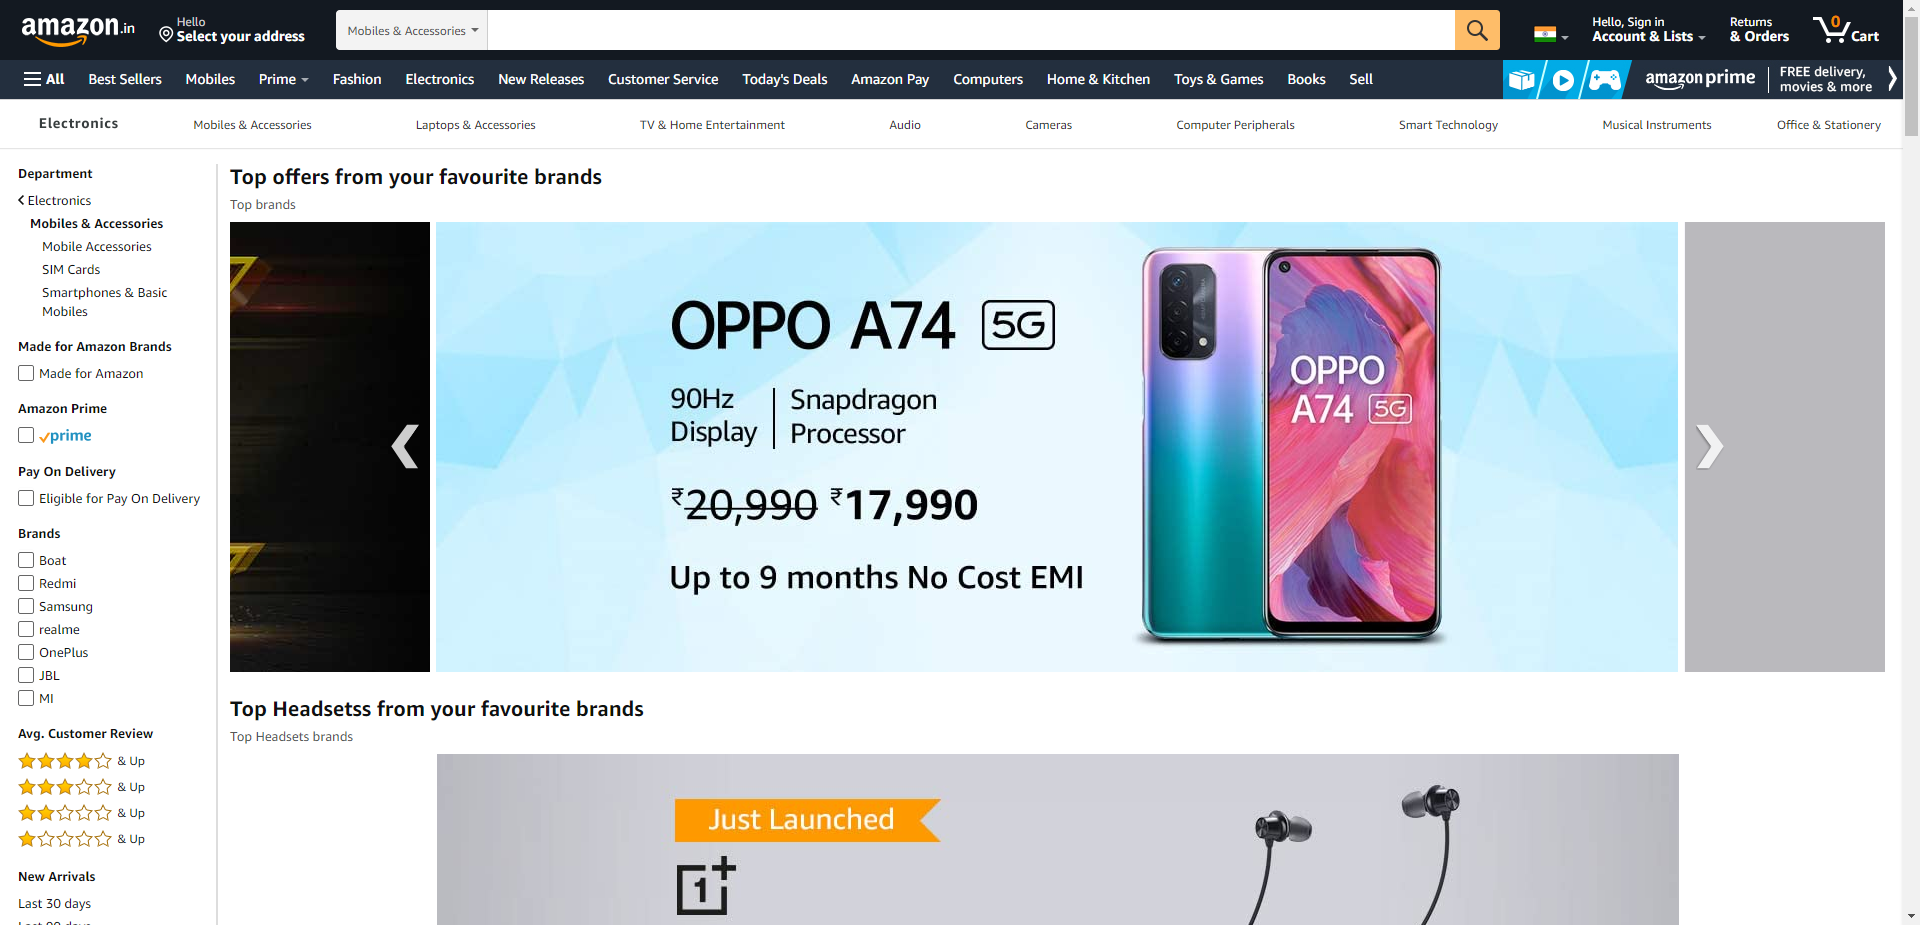 amazon.in
Hello
Select your address
Mobiles & Accessories
Hello, Sign in
Account & Lists
Returns
& Orders
0
Cart
All
Best Sellers
Mobiles
Prime
Fashion
Electronics
New Releases
Customer Service
Today's Deals
Amazon Pay
Computers
Home & Kitchen
Toys & Games
Books
Sell
amazon prime
FREE delivery,
movies & more
Electronics
Mobiles & Accessories
Laptops & Accessories
TV & Home Entertainment
Audio
Cameras
Computer Peripherals
Smart Technology
Musical Instruments
Office & Stationery
Department
Electronics
Mobiles & Accessories
Mobile Accessories
SIM Cards
Smartphones & Basic
Mobiles
Made for Amazon Brands
Made for Amazon
Amazon Prime
prime
Pay On Delivery
Eligible for Pay On Delivery
Brands
Boat
Redmi
Samsung
realme
OnePlus
JBL
MI
Avg. Customer Review
& Up
& Up
& Up
& Up
New Arrivals
Last 30 days
Top offers from your favourite brands
Top brands
OPPO A74 5G
90Hz
Display
Snapdragon
Processor
₹20,990 ₹17,990
Up to 9 months No Cost EMI
OPPO
A74 5G
Top Headsetss from your favourite brands
Top Headsets brands
Just Launched
1+